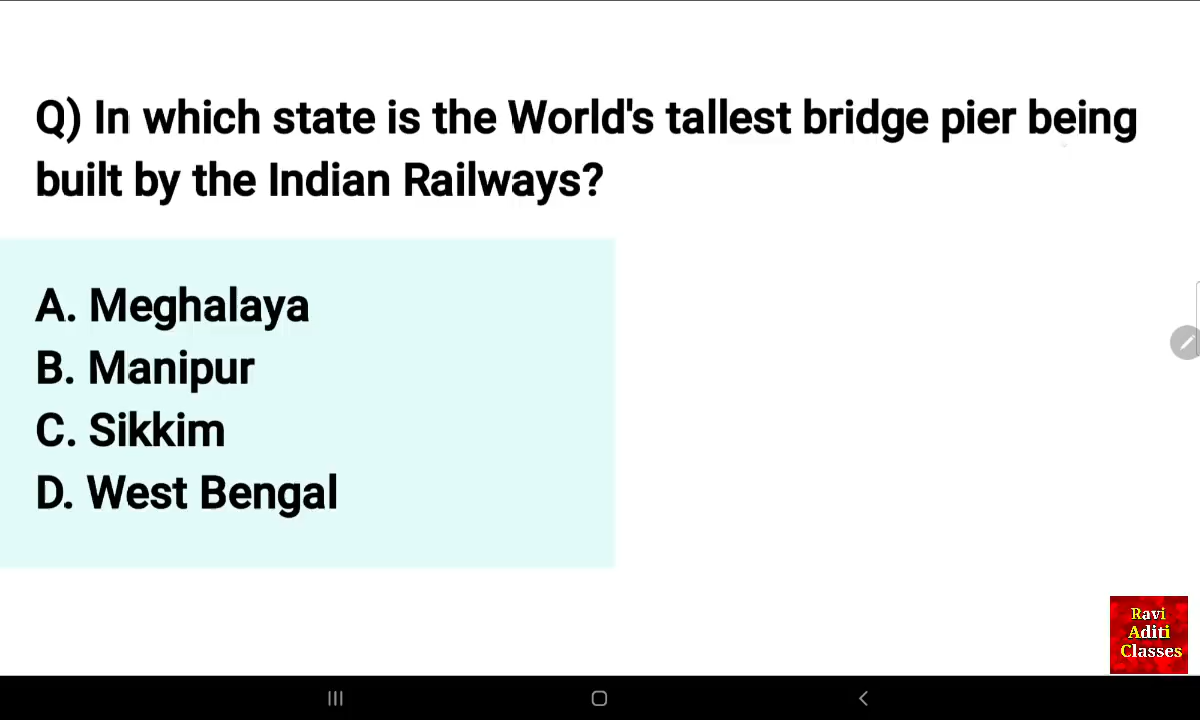 Q) In which state is the World's tallest bridge pier being
built by the Indian Railways?
A. Meghalaya
B. Manipur
C. Sikkim
D. West Bengal
Ravi
Aditi
Classes